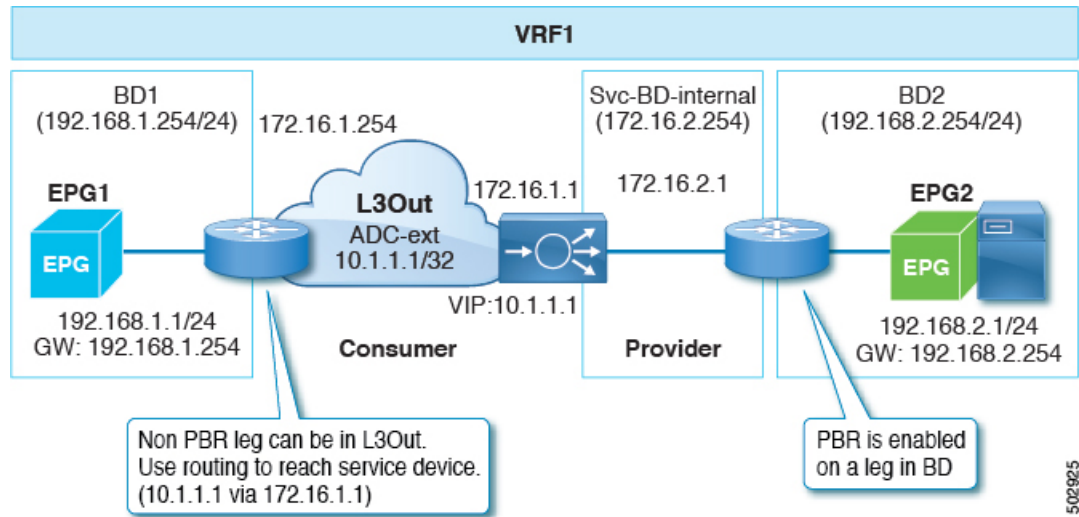 VRF1
BD1
(192.168.1.254/24)
172.16.1.254
Svc-BD-internal
(172.16.2.254)
BD2
(192.168.2.254/24)
EPG1
EPG
192.168.1.1/24
GW: 192.168.1.254
L3Out
ADC-ext
10.1.1.1/32
172.16.1.1
VIP:10.1.1.1
Consumer
172.16.2.1
Provider
EPG2
EPG
192.168.2.1/24
GW: 192.168.2.254
Non PBR leg can be in L3Out.
Use routing to reach service device.
(10.1.1.1 via 172.16.1.1)
PBR is enabled
on a leg in BD
502925